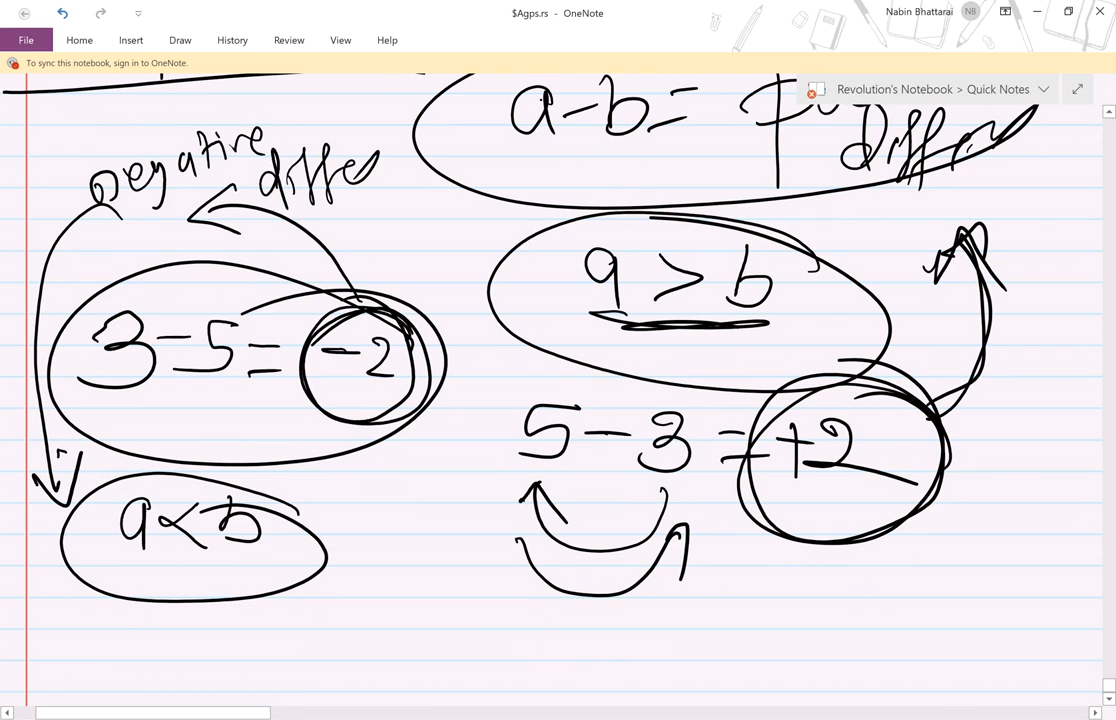 $Agps.rs - OneNote
Nabin Bhattarai NB
File Home Insert Draw History Review View Help
To sync this notebook, sign in to OneNote.
Revolution's Notebook > Quick Notes
a-b=
negative
3-5= -2
a > b
5-3 = +2
a < b